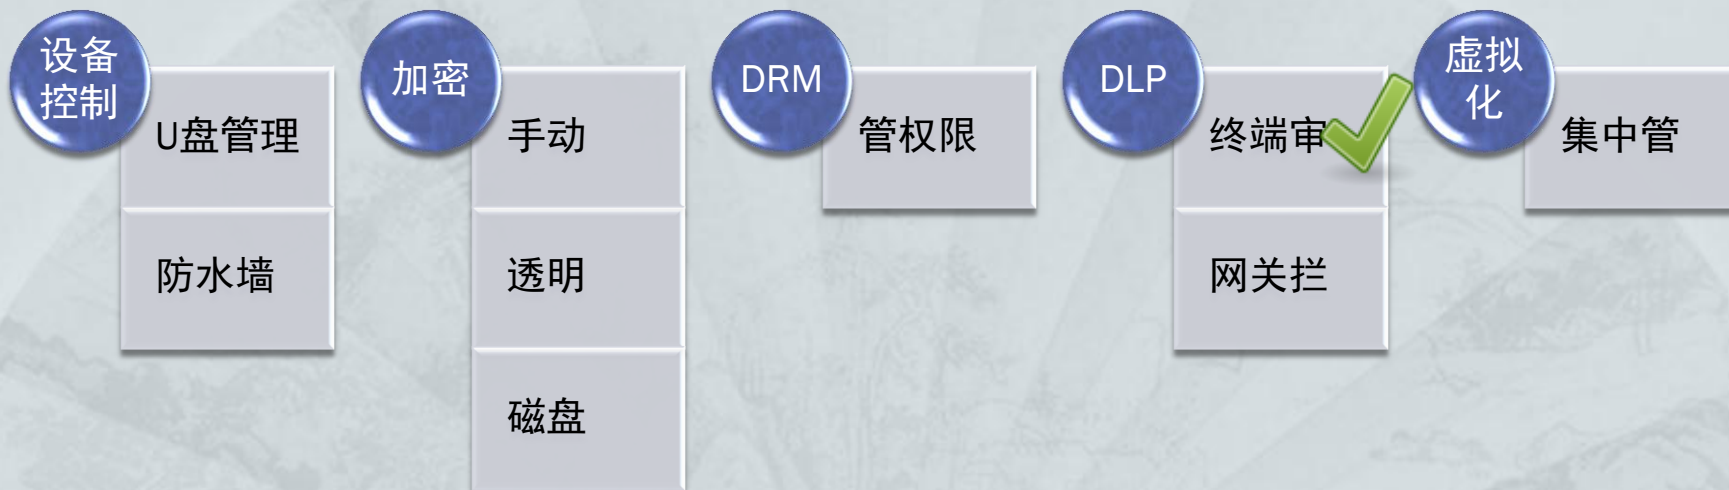 设备
控制
U盘管理
防水墙
加密
手动
透明
磁盘
DRM
管权限
DLP
终端审
网关拦
虚拟
化
集中管